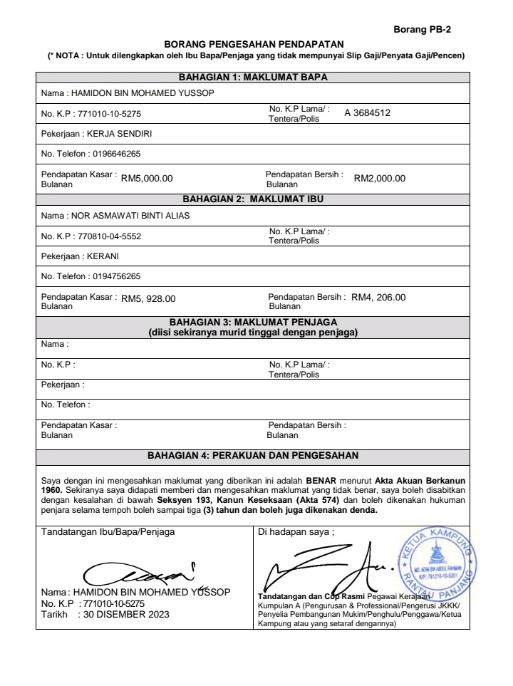 Borang PB-2
BORANG PENGESAHAN PENDAPATAN
(* NOTA : Untuk dilengkapkan oleh Ibu Bapa/Penjaga yang tidak mempunyai Slip Gaji/Penyata Gaji/Pencen)
BAHAGIAN 1: MAKLUMAT BAPA
Nama : HAMIDON BIN MOHAMED YUSSOP
No. K.P : 771010-10-5275 No. K.P Lama/ : A 3684512
Tentera/Polis
Pekerjaan : KERJA SENDIRI
No. Telefon : 0196646265
Pendapatan Kasar : RM5,000.00 Pendapatan Bersih : RM2,000.00
Bulanan Bulanan
BAHAGIAN 2: MAKLUMAT IBU
Nama : NOR ASMAWATI BINTI ALIAS
No. K.P : 770810-04-5552 No. K.P Lama/ :
Tentera/Polis
Pekerjaan : KERANI
No. Telefon : 0194756265
Pendapatan Kasar : RM5, 928.00 Pendapatan Bersih : RM4, 206.00
Bulanan Bulanan
BAHAGIAN 3: MAKLUMAT PENJAGA
(diisi sekiranya murid tinggal dengan penjaga)
Nama :
No. K.P : No. K.P Lama/ :
Tentera/Polis
Pekerjaan :
No. Telefon :
Pendapatan Kasar : Pendapatan Bersih :
Bulanan Bulanan
BAHAGIAN 4: PERAKUAN DAN PENGESAHAN
Saya dengan ini mengesahkan maklumat yang diberikan ini adalah BENAR menurut Akta Akuan Berkanun
1960. Sekiranya saya didapati memberi dan mengesahkan maklumat yang tidak benar, saya boleh disabitkan
dengan kesalahan di bawah Seksyen 193, Kanun Keseksaan (Akta 574) dan boleh dikenakan hukuman
penjara selama tempoh boleh sampai tiga (3) tahun dan boleh juga dikenakan denda.
Tandatangan Ibu/Bapa/Penjaga
Nama : HAMIDON BIN MOHAMED YUSSOP
No. K.P : 771010-10-5275
Tarikh : 30 DISEMBER 2023
Di hadapan saya ;
KETUA KAMPUNG
RANTAU PANJANG
Tandatangan dan Cop Rasmi Pegawai Kerajaan
Kumpulan A (Pengurusan & Professional/Pengerusi JKKK/
Penyelia Pembangunan Mukim/Penghulu/Penggawa/Ketua
Kampung atau yang setaraf dengannya)